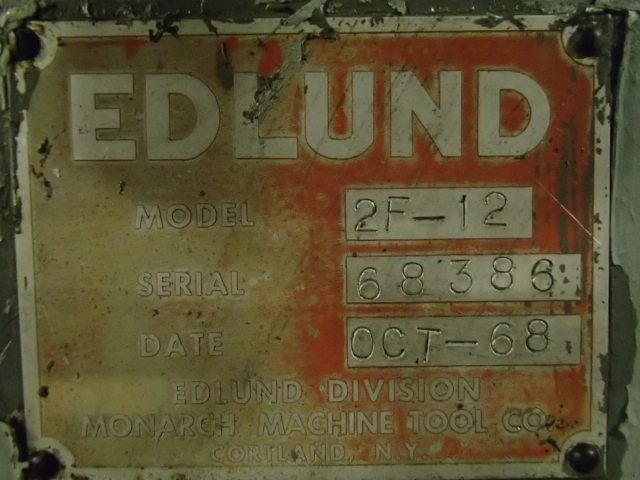 EDLUND
MODEL 2F-12
SERIAL 68386
DATE OCT-68
EDLUND DIVISION
MONARCH MACHINE TOOL CO.
CORTLAND, N.Y.